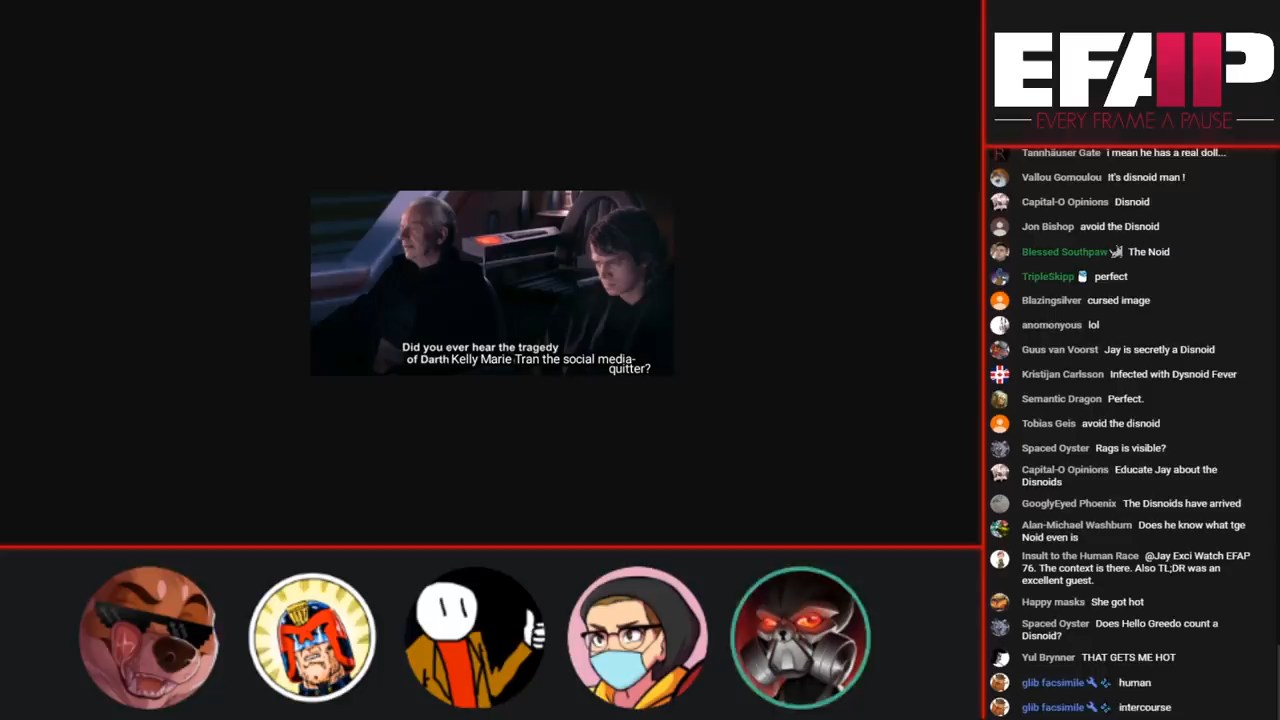 EFAP
EVERY FRAME A PAUSE
Did you ever hear the tragedy
of Darth Kelly Marie Tran the social media-
quitter?
Tannhäuser Gate i mean he has a real doll...
Vallou Gomoulou It's disnoid man !
Capital-O Opinions Disnoid
Jon Bishop avoid the Disnoid
Blessed Southpaw The Noid
TripleSkipp perfect
Blazingsilver cursed image
anomonyous lol
Guus van Voorst Jay is secretly a Disnoid
Kristijan Carlsson Infected with Dysnoid Fever
Semantic Dragon Perfect.
Tobias Geis avoid the disnoid
Spaced Oyster Rags is visible?
Capital-O Opinions Educate Jay about the
Disnoids
GooglyEyed Phoenix The Disnoids have arrived
Alan-Michael Washburn Does he know what tge
Noid even is
Insult to the Human Race @Jay Exci Watch EFAP
76. The context is there. Also TL;DR was an
excellent guest.
Happy masks She got hot
Spaced Oyster Does Hello Greedo count a
Disnoid?
Yul Brynner THAT GETS ME HOT
glib facsimile human
glib facsimile intercourse